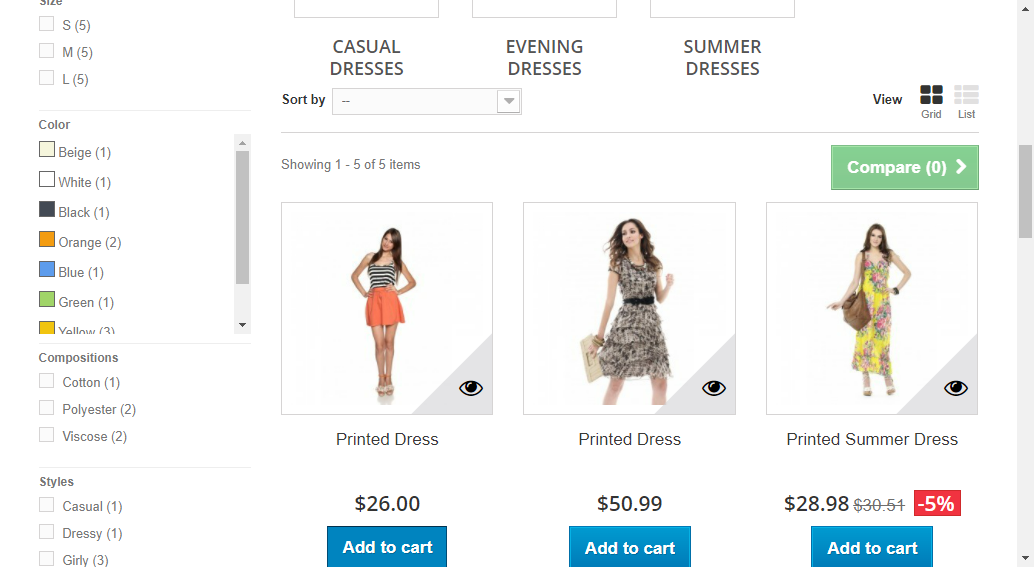 Size
S (5)
M (5)
L (5)
Color
Beige (1)
White (1)
Black (1)
Orange (2)
Blue (1)
Green (1)
Yellow (3)
Compositions
Cotton (1)
Polyester (2)
Viscose (2)
Styles
Casual (1)
Dressy (1)
Girly (3)
CASUAL
DRESSES
EVENING
DRESSES
SUMMER
DRESSES
Sort by --
View
Grid
List
Showing 1 - 5 of 5 items
Compare (0)
Printed Dress
$26.00
Add to cart
Printed Dress
$50.99
Add to cart
Printed Summer Dress
$28.98 $30.51 -5%
Add to cart